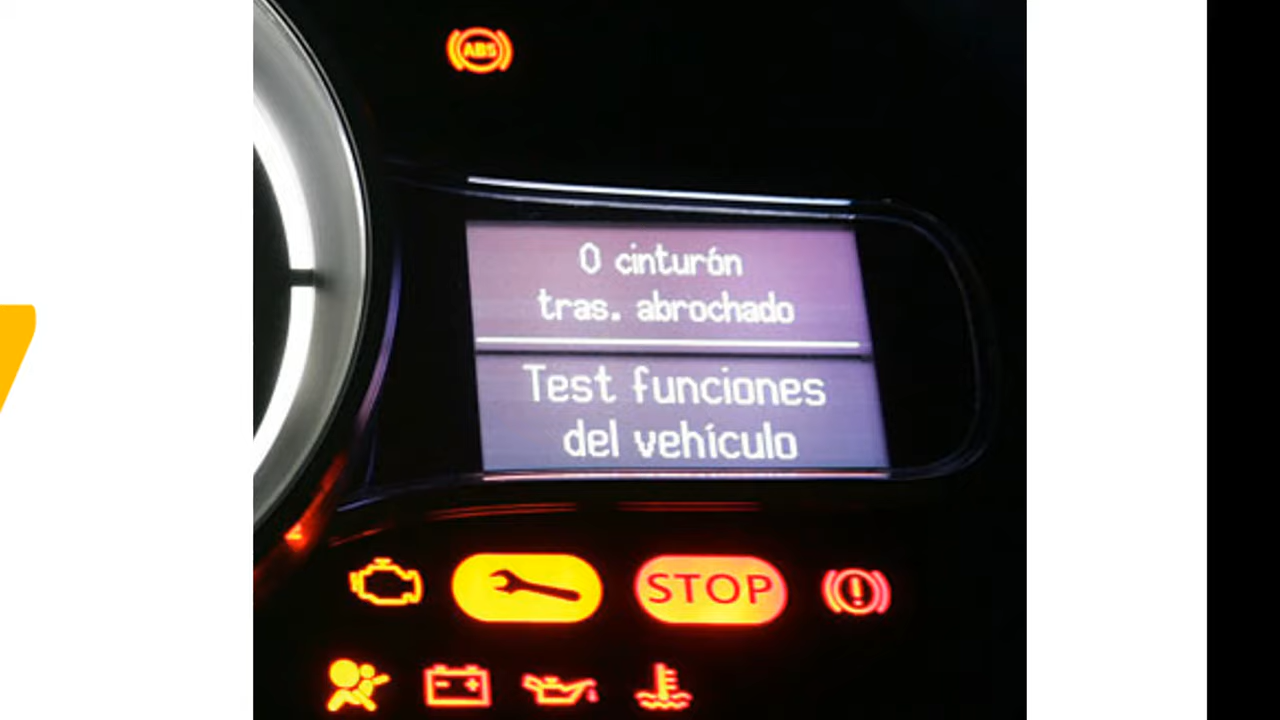 ABS
0 cinturón
tras. abrochado
Test funciones
del vehículo
STOP